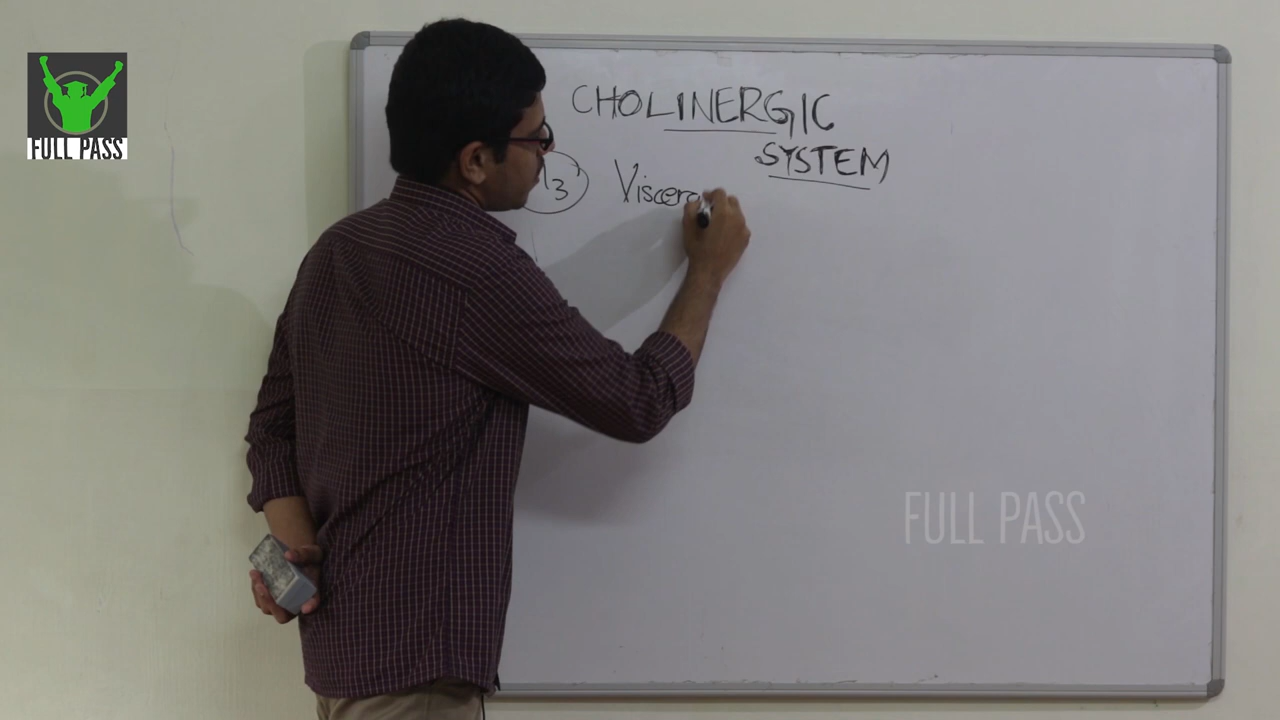 FULL PASS
CHOLINERGIC
SYSTEM
3 Viscera
FULL PASS